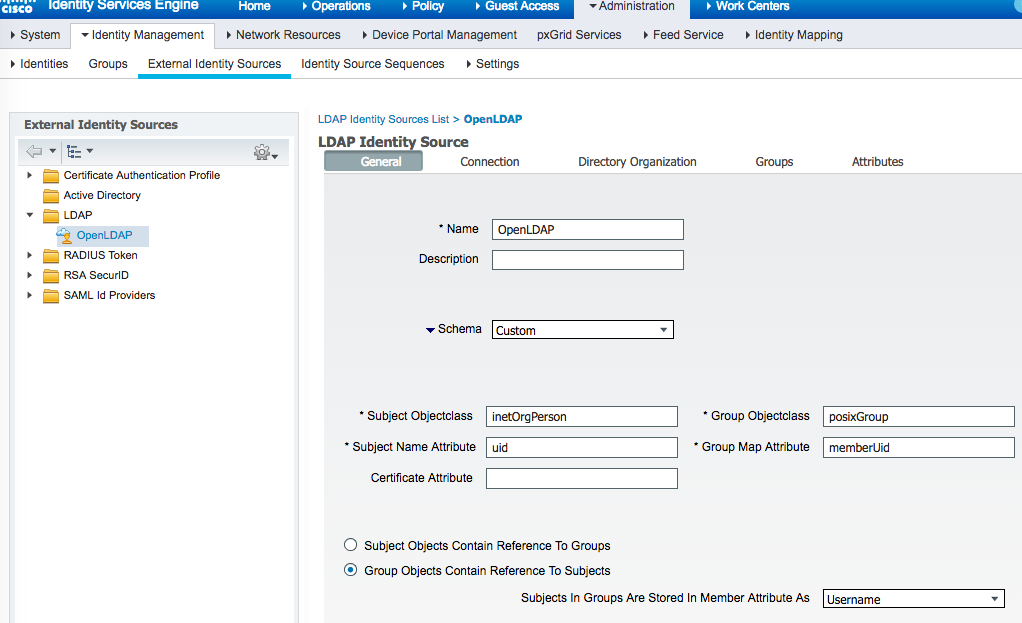 CISCO Identity Services Engine Home Operations Policy Guest Access Administration Work Centers
System Identity Management Network Resources Device Portal Management pxGrid Services Feed Service Identity Mapping
Identities Groups External Identity Sources Identity Source Sequences Settings
External Identity Sources
Certificate Authentication Profile
Active Directory
LDAP
OpenLDAP
RADIUS Token
RSA SecurID
SAML Id Providers
LDAP Identity Sources List > OpenLDAP
LDAP Identity Source
General Connection Directory Organization Groups Attributes
* Name OpenLDAP
Description
Schema Custom
* Subject Objectclass inetOrgPerson * Group Objectclass posixGroup
* Subject Name Attribute uid * Group Map Attribute memberUid
Certificate Attribute
Subject Objects Contain Reference To Groups
Group Objects Contain Reference To Subjects
Subjects In Groups Are Stored In Member Attribute As Username